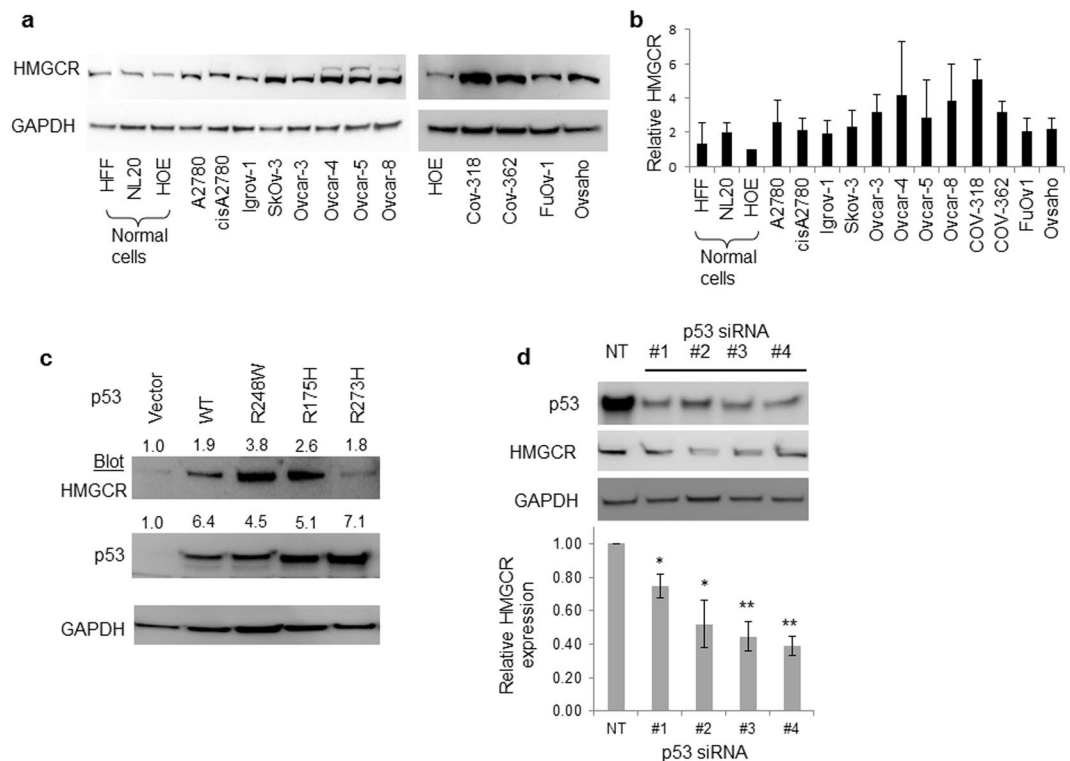 a
HMGCR
GAPDH
HFF
NL20
HOE
A2780
cisA2780
Igrov-1
SkOv-3
Ovcar-3
Ovcar-4
Ovcar-5
Ovcar-8
HOE
Cov-318
Cov-362
FuOv-1
Ovsaho
Normal
cells
b
Relative HMGCR
8
6
4
2
0
HFF
NL20
HOE
A2780
cisA2780
Igrov-1
Skov-3
Ovcar-3
Ovcar-4
Ovcar-5
Ovcar-8
COV-318
COV-362
FuOv1
Ovsaho
Normal
cells
c
p53
Vector
WT
R248W
R175H
R273H
1.0 1.9 3.8 2.6 1.8
Blot
HMGCR
1.0 6.4 4.5 5.1 7.1
p53
GAPDH
d
p53 siRNA
NT #1 #2 #3 #4
p53
HMGCR
GAPDH
Relative HMGCR
expression
1.00
0.80
0.60
0.40
0.20
0.00
* * ** **
NT #1 #2 #3 #4
p53 siRNA